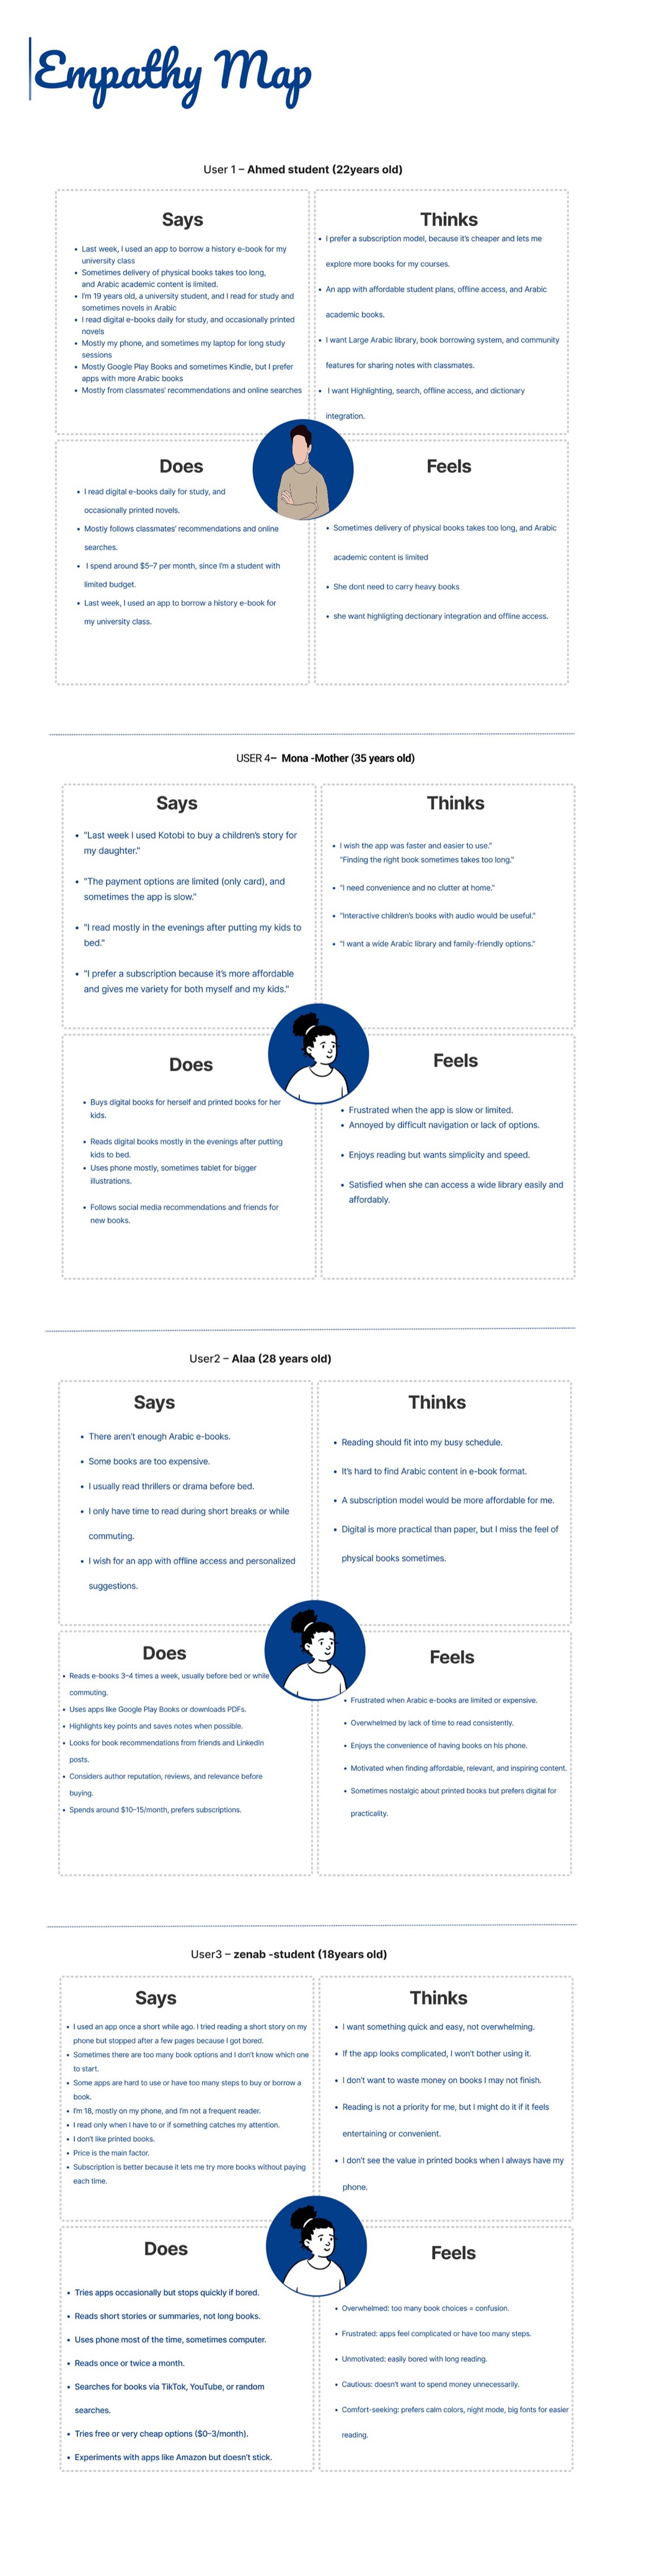 Empathy Map
User 1 – Ahmed student (22years old)
Says
• Last week, I used an app to borrow a history e-book for my
university class
• Sometimes delivery of physical books takes too long,
and Arabic academic content is limited.
• I'm 19 years old, a university student, and I read for study and
sometimes novels in Arabic
• I read digital e-books daily for study, and occasionally printed
novels
• Mostly my phone, and sometimes my laptop for long study
sessions
• Mostly Google Play Books and sometimes Kindle, but I prefer
apps with more Arabic books
• Mostly from classmates' recommendations and online searches
Thinks
• I prefer a subscription model, because it's cheaper and lets me
explore more books for my courses.
• An app with affordable student plans, offline access, and Arabic
academic books.
• I want Large Arabic library, book borrowing system, and community
features for sharing notes with classmates.
• I want Highlighting, search, offline access, and dictionary
integration.
Does
• I read digital e-books daily for study, and
occasionally printed novels.
• Mostly follows classmates' recommendations and online
searches.
• I spend around $5–7 per month, since I'm a student with
limited budget.
• Last week, I used an app to borrow a history e-book for
my university class.
Feels
• Sometimes delivery of physical books takes too long, and Arabic
academic content is limited
• She dont need to carry heavy books
• she want highligting dectionary integration and offline access.
USER 4– Mona -Mother (35 years old)
Says
• "Last week I used Kotobi to buy a children's story for
my daughter."
• "The payment options are limited (only card), and
sometimes the app is slow."
• "I read mostly in the evenings after putting my kids to
bed."
• "I prefer a subscription because it's more affordable
and gives me variety for both myself and my kids."
Thinks
• I wish the app was faster and easier to use."
"Finding the right book sometimes takes too long."
• "I need convenience and no clutter at home."
• "Interactive children's books with audio would be useful."
• "I want a wide Arabic library and family-friendly options."
Does
• Buys digital books for herself and printed books for her
kids.
• Reads digital books mostly in the evenings after putting
kids to bed.
• Uses phone mostly, sometimes tablet for bigger
illustrations.
• Follows social media recommendations and friends for
new books.
Feels
• Frustrated when the app is slow or limited.
• Annoyed by difficult navigation or lack of options.
• Enjoys reading but wants simplicity and speed.
• Satisfied when she can access a wide library easily and
affordably.
User2 – Alaa (28 years old)
Says
• There aren't enough Arabic e-books.
• Some books are too expensive.
• I usually read thrillers or drama before bed.
• I only have time to read during short breaks or while
commuting.
• I wish for an app with offline access and personalized
suggestions.
Thinks
• Reading should fit into my busy schedule.
• It's hard to find Arabic content in e-book format.
• A subscription model would be more affordable for me.
• Digital is more practical than paper, but I miss the feel of
physical books sometimes.
Does
• Reads e-books 3–4 times a week, usually before bed or while
commuting.
• Uses apps like Google Play Books or downloads PDFs.
• Highlights key points and saves notes when possible.
• Looks for book recommendations from friends and LinkedIn
posts.
• Considers author reputation, reviews, and relevance before
buying.
• Spends around $10–15/month, prefers subscriptions.
Feels
• Frustrated when Arabic e-books are limited or expensive.
• Overwhelmed by lack of time to read consistently.
• Enjoys the convenience of having books on his phone.
• Motivated when finding affordable, relevant, and inspiring content.
• Sometimes nostalgic about printed books but prefers digital for
practicality.
User3 – zenab -student (18years old)
Says
• I used an app once a short while ago. I tried reading a short story on my
phone but stopped after a few pages because I got bored.
• Sometimes there are too many book options and I don't know which one
to start.
• Some apps are hard to use or have too many steps to buy or borrow a
book.
• I'm 18, mostly on my phone, and I'm not a frequent reader.
• I read only when I have to or if something catches my attention.
• I don't like printed books.
• Price is the main factor.
• Subscription is better because it lets me try more books without paying
each time.
Thinks
• I want something quick and easy, not overwhelming.
• If the app looks complicated, I won't bother using it.
• I don't want to waste money on books I may not finish.
• Reading is not a priority for me, but I might do it if it feels
entertaining or convenient.
• I don't see the value in printed books when I always have my
phone.
Does
• Tries apps occasionally but stops quickly if bored.
• Reads short stories or summaries, not long books.
• Uses phone most of the time, sometimes computer.
• Reads once or twice a month.
• Searches for books via TikTok, YouTube, or random
searches.
• Tries free or very cheap options ($0–3/month).
• Experiments with apps like Amazon but doesn't stick.
Feels
• Overwhelmed: too many book choices = confusion.
• Frustrated: apps feel complicated or have too many steps.
• Unmotivated: easily bored with long reading.
• Cautious: doesn't want to spend money unnecessarily.
• Comfort-seeking: prefers calm colors, night mode, big fonts for easier
reading.